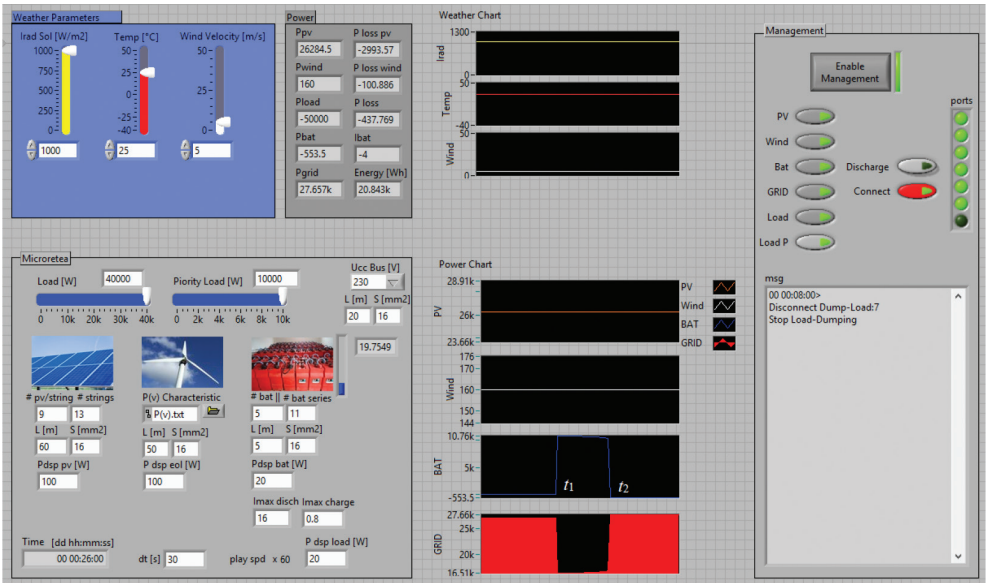 Weather Parameters
Irad Sol [W/m2]
1000
750
500
250
0
1000
Temp [°C]
50
25
0
-25
-40
25
Wind Velocity [m/s]
50
25
0
5
Power
Ppv P loss pv
26284.5 -2993.57
Pwind P loss wind
160 -100.886
Pload P loss
-50000 -437.769
Pbat Ibat
-553.5 -4
Pgrid Energy [Wh]
27.657k 20.843k
Weather Chart
Irad
1300
0
Temp
50
-40
Wind
50
0
Management
Enable
Management
ports
PV
Wind
Bat Discharge
GRID Connect
Load
Load P
msg
00 00:08:00>
Disconnect Dump-Load:7
Stop Load-Dumping
Microretea
Load [W] 40000
0 10k 20k 30k 40k
Piority Load [W] 10000
0 2k 4k 6k 8k 10k
Ucc Bus [V]
230
L [m] S [mm2]
20 16
19.7549
# pv/string # strings
9 13
L [m] S [mm2]
60 16
Pdsp pv [W]
100
P(v) Characteristic
P(v).txt
L [m] S [mm2]
50 16
P dsp eol [W]
100
# bat || # bat series
5 11
L [m] S [mm2]
5 16
Pdsp bat [W]
20
Imax disch Imax charge
16 0.8
Time [dd hh:mm:ss]
00 00:26:00
dt [s] 30
play spd x 60
P dsp load [W]
20
Power Chart
PV
28.91k
26k
23.66k
Wind
176
170
160
150
144
BAT
10.76k
5k
-553.5
t1 t2
GRID
27.66k
25k
20k
16.51k
PV
Wind
BAT
GRID